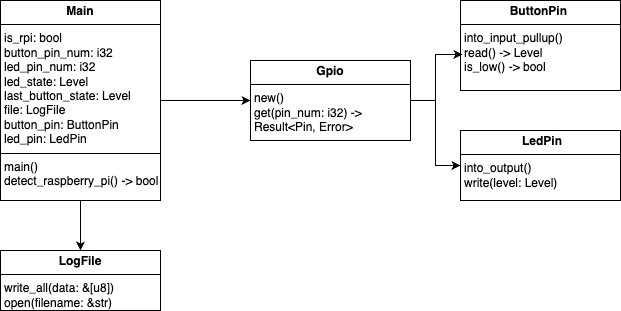 Main
is_rpi: bool
button_pin_num: i32
led_pin_num: i32
led_state: Level
last_button_state: Level
file: LogFile
button_pin: ButtonPin
led_pin: LedPin
main()
detect_raspberry_pi() -> bool
Gpio
new()
get(pin_num: i32) ->
Result<Pin, Error>
ButtonPin
into_input_pullup()
read() -> Level
is_low() -> bool
LedPin
into_output()
write(level: Level)
LogFile
write_all(data: &[u8])
open(filename: &str)